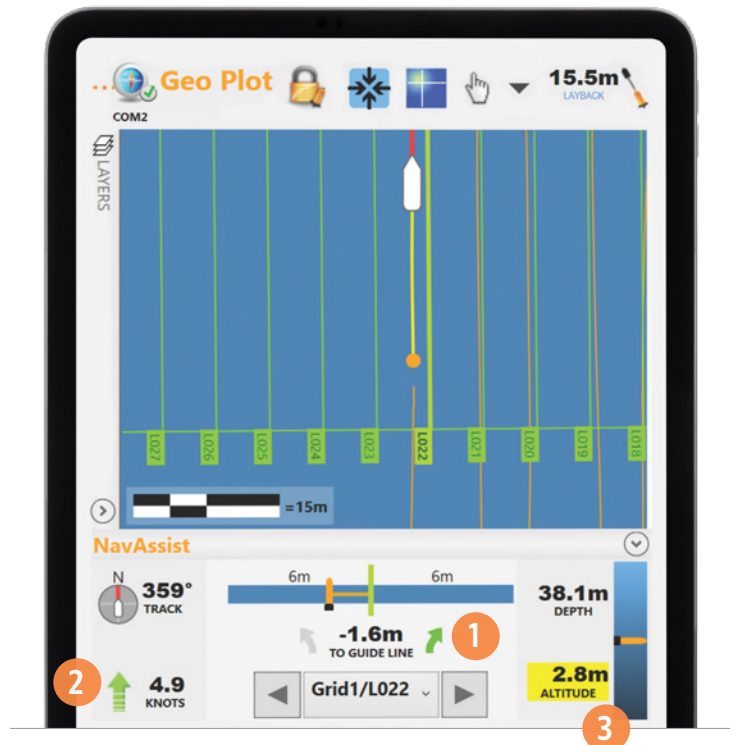 ... Geo Plot
15.5m
LAYBACK
COM2
LAYERS
L027
L026
L025
L024
L023
L022
L021
L020
L019
L018
=15m
NavAssist
N
359°
TRACK
6m 6m
-1.6m
TO GUIDE LINE
1
38.1m
DEPTH
2
4.9
KNOTS
Grid1/L022
2.8m
ALTITUDE
3